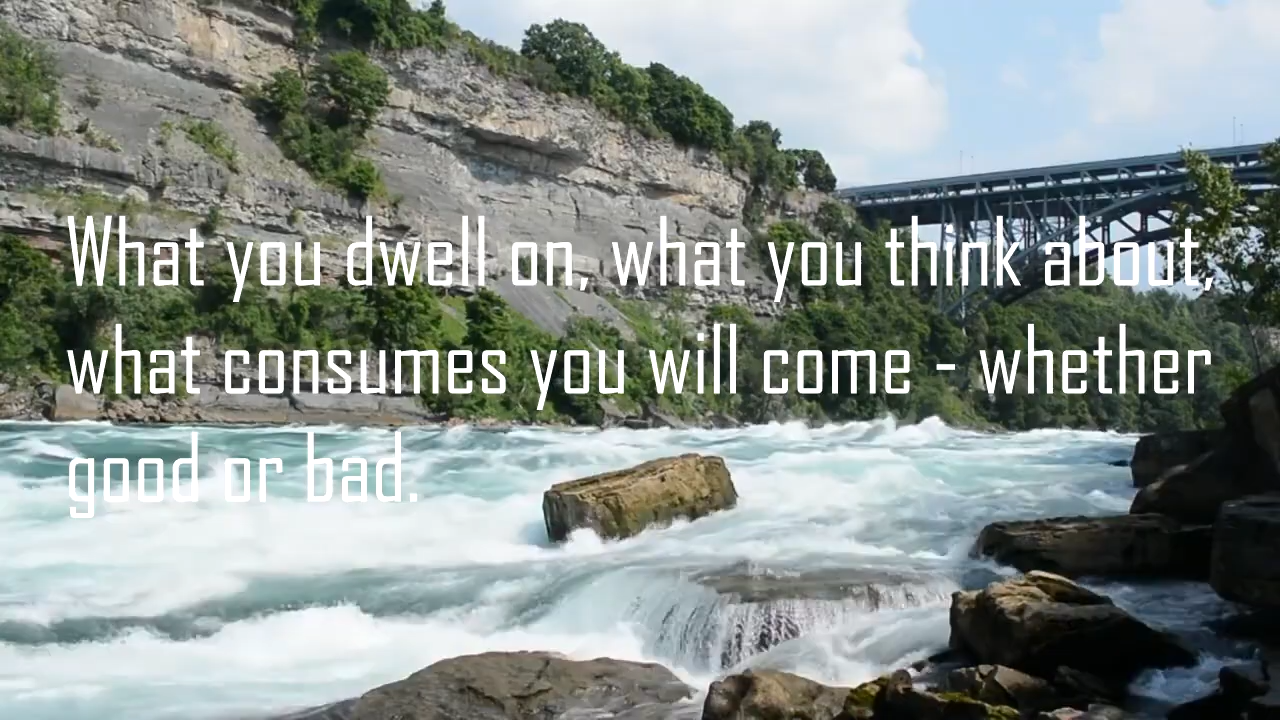 What you dwell on, what you think about,
what consumes you will come - whether
good or bad.